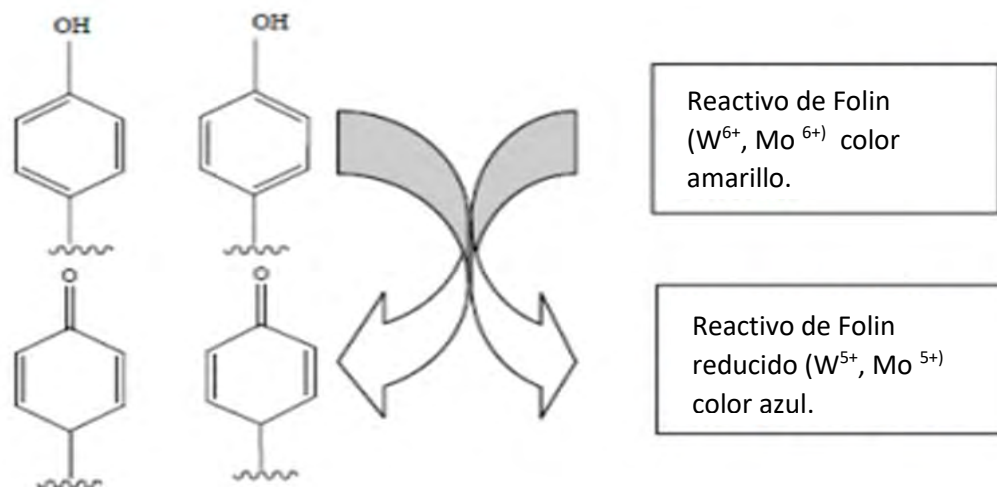 OH
OH
Reactivo de Folin
(W⁶⁺, Mo ⁶⁺⁾ color
amarillo.
O
O
Reactivo de Folin
reducido (W⁵⁺, Mo ⁵⁺⁾
color azul.